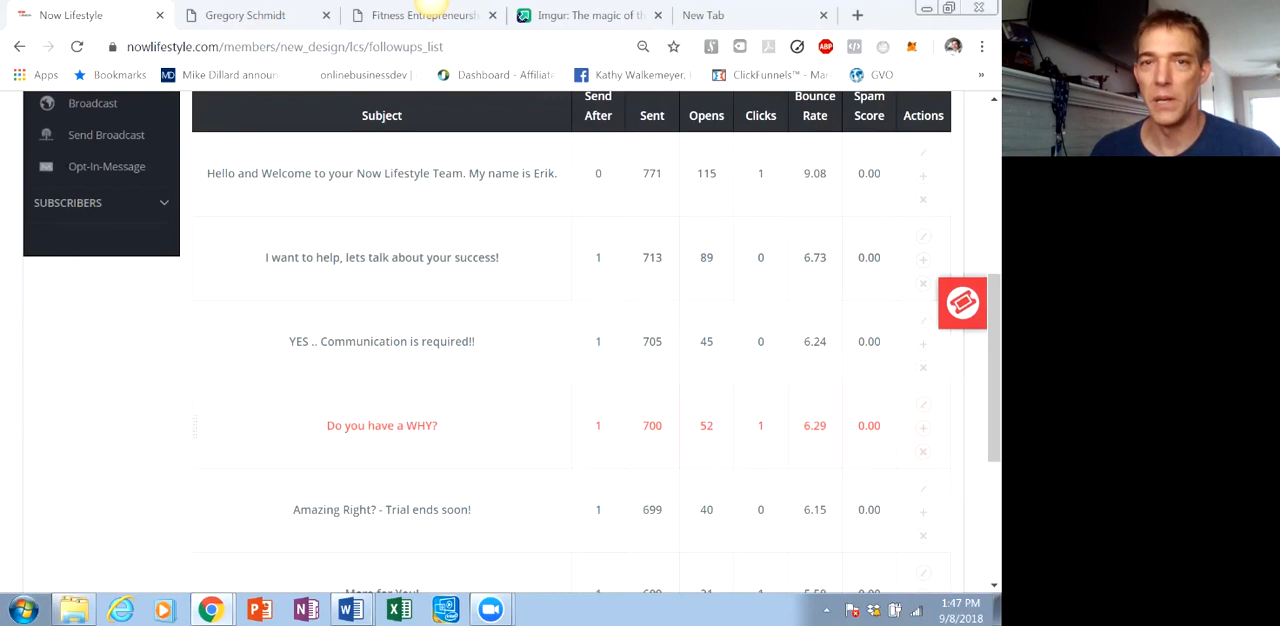 Now Lifestyle
Gregory Schmidt
Fitness Entrepreneursh
Imgur: The magic of th
New Tab
nowlifestyle.com/members/new_design/lcs/followups_list
ABP
Apps
Bookmarks
MD Mike Dillard announ
onlinebusinessdev |
Dashboard - Affiliat
Kathy Walkemeyer.
ClickFunnels™ - Mar
GVO
»
Broadcast
Send Broadcast
Opt-In-Message
SUBSCRIBERS
Subject Send After Sent Opens Clicks Bounce Rate Spam Score Actions
Hello and Welcome to your Now Lifestyle Team. My name is Erik. 0 771 115 1 9.08 0.00
I want to help, lets talk about your success! 1 713 89 0 6.73 0.00
YES .. Communication is required!! 1 705 45 0 6.24 0.00
Do you have a WHY? 1 700 52 1 6.29 0.00
Amazing Right? - Trial ends soon! 1 699 40 0 6.15 0.00
1:47 PM
9/8/2018